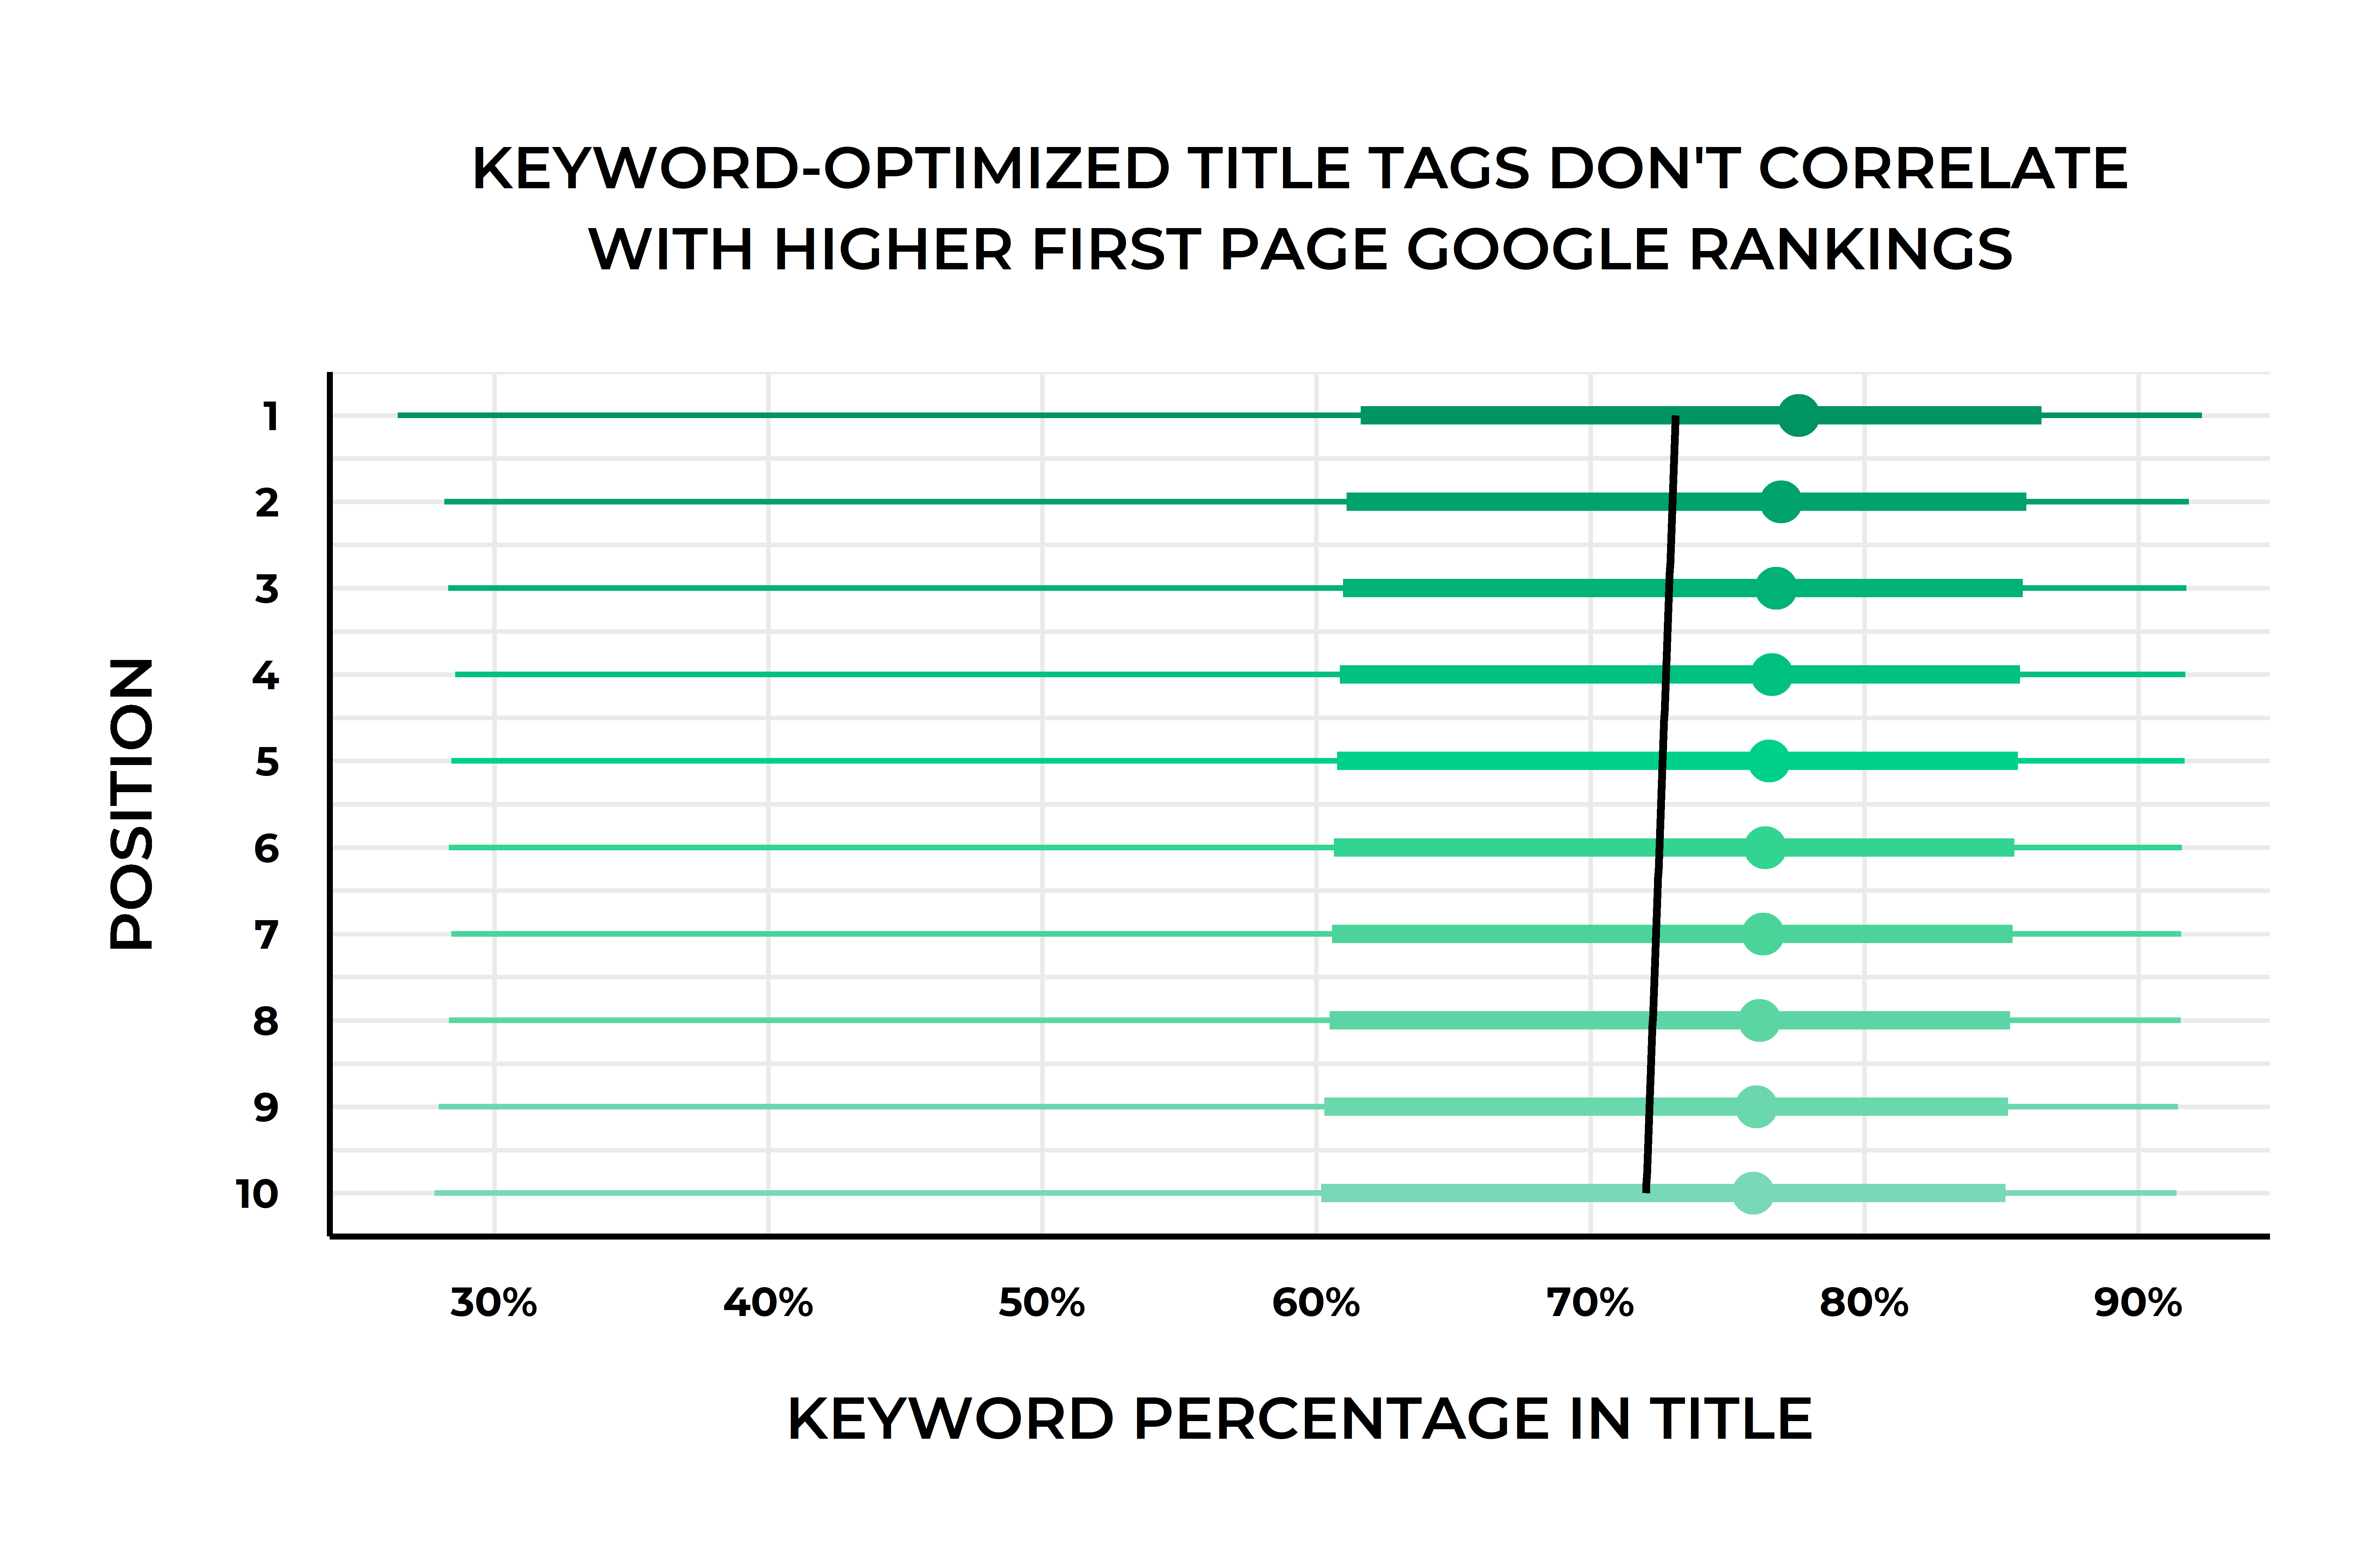 KEYWORD-OPTIMIZED TITLE TAGS DON'T CORRELATE
WITH HIGHER FIRST PAGE GOOGLE RANKINGS
POSITION
1
2
3
4
5
6
7
8
9
10
30% 40% 50% 60% 70% 80% 90%
KEYWORD PERCENTAGE IN TITLE